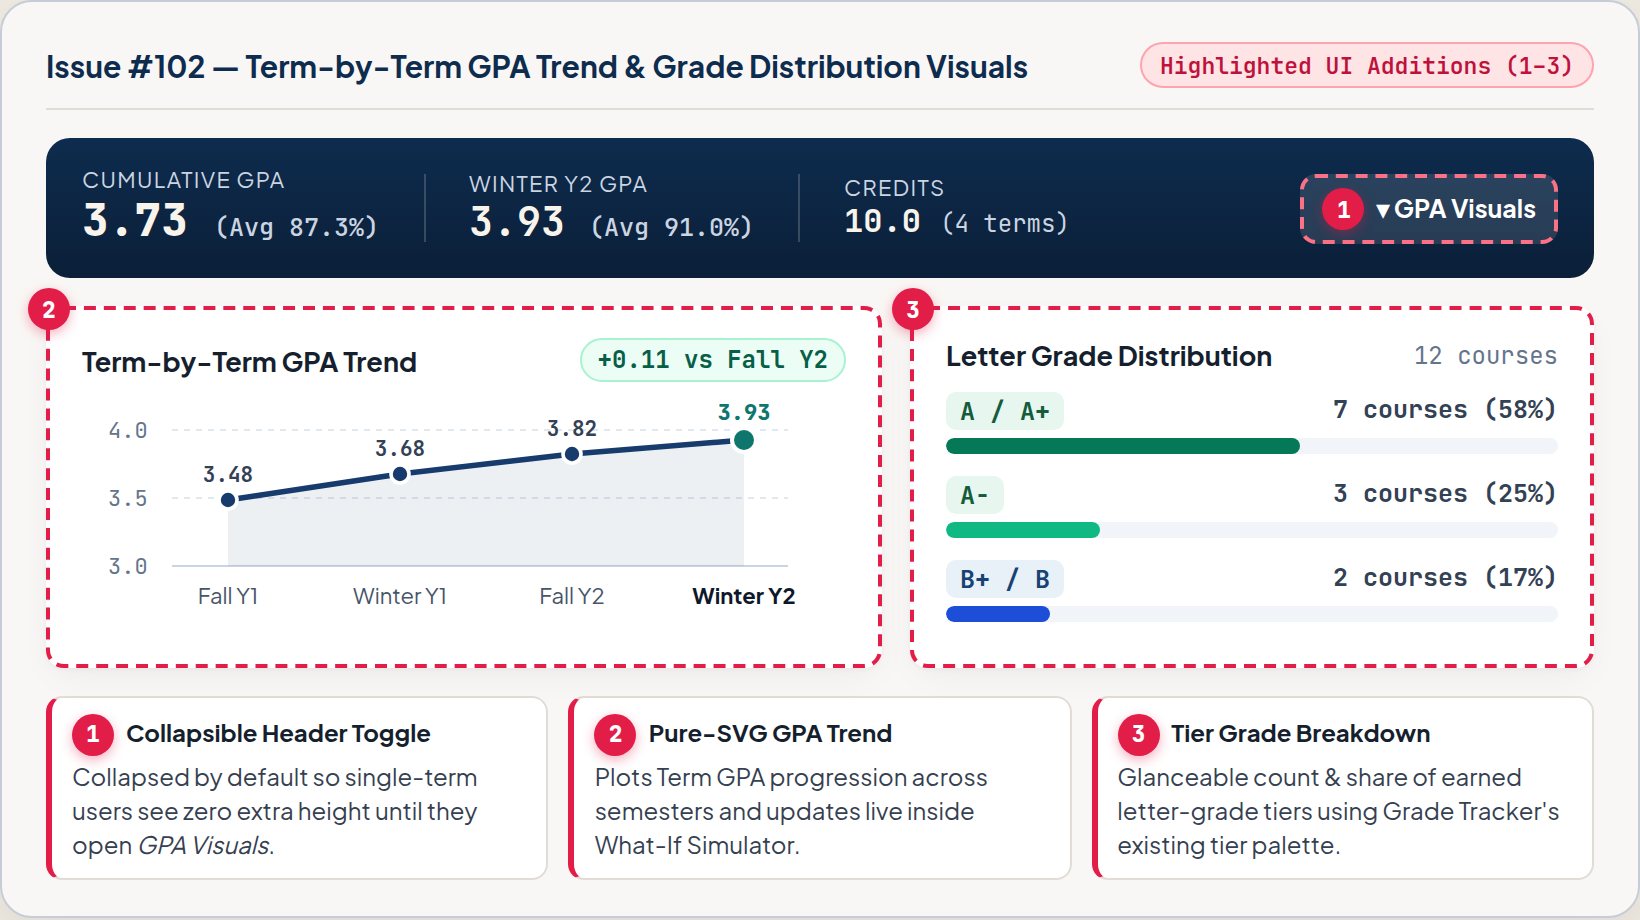 Issue #102 — Term-by-Term GPA Trend & Grade Distribution Visuals
Highlighted UI Additions (1–3)
CUMULATIVE GPA
3.73 (Avg 87.3%)
WINTER Y2 GPA
3.93 (Avg 91.0%)
CREDITS
10.0 (4 terms)
1 ▾ GPA Visuals
2
Term-by-Term GPA Trend
+0.11 vs Fall Y2
4.0
3.5
3.0
3.48
3.68
3.82
3.93
Fall Y1
Winter Y1
Fall Y2
Winter Y2
3
Letter Grade Distribution
12 courses
A / A+
7 courses (58%)
A-
3 courses (25%)
B+ / B
2 courses (17%)
1 Collapsible Header Toggle
Collapsed by default so single-term
users see zero extra height until they
open GPA Visuals.
2 Pure-SVG GPA Trend
Plots Term GPA progression across
semesters and updates live inside
What-If Simulator.
3 Tier Grade Breakdown
Glanceable count & share of earned
letter-grade tiers using Grade Tracker's
existing tier palette.